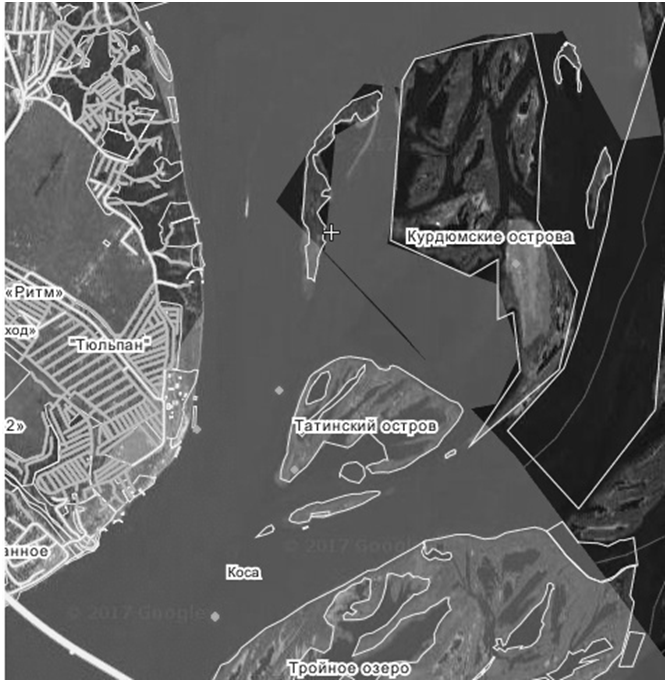 Курдюмские острова
«Ритм»
ход»
"Тюльпан"
2»
Татинский остров
анное
© 2017 Google
Коса
© 2017 Google
Тройное озеро